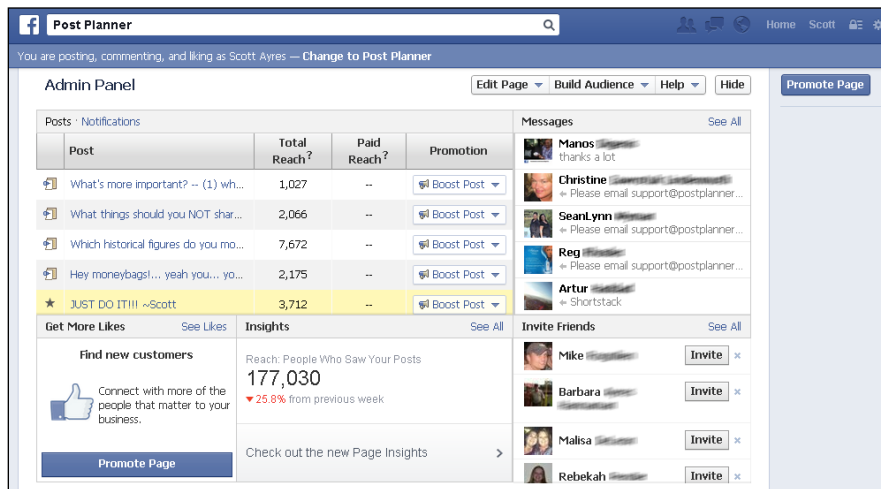 f Post Planner
Home Scott
You are posting, commenting, and liking as Scott Ayres — Change to Post Planner
Admin Panel
Edit Page Build Audience Help Hide
Promote Page
Posts · Notifications
Post Total Reach? Paid Reach? Promotion
What's more important? -- (1) wh... 1,027 -- Boost Post
What things should you NOT shar... 2,066 -- Boost Post
Which historical figures do you mo... 7,672 -- Boost Post
Hey moneybags!... yeah you... yo... 2,175 -- Boost Post
JUST DO IT!!! ~Scott 3,712 -- Boost Post
Messages See All
Manos
thanks a lot
Christine
Please email support@postplanner...
SeanLynn
Please email support@postplanner...
Reg
Please email support@postplanner...
Artur
Shortstack
Get More Likes See Likes
Find new customers
Connect with more of the
people that matter to your
business.
Promote Page
Insights See All
Reach: People Who Saw Your Posts
177,030
25.8% from previous week
Check out the new Page Insights
Invite Friends See All
Mike Invite ×
Barbara Invite ×
Malisa Invite ×
Rebekah Invite ×